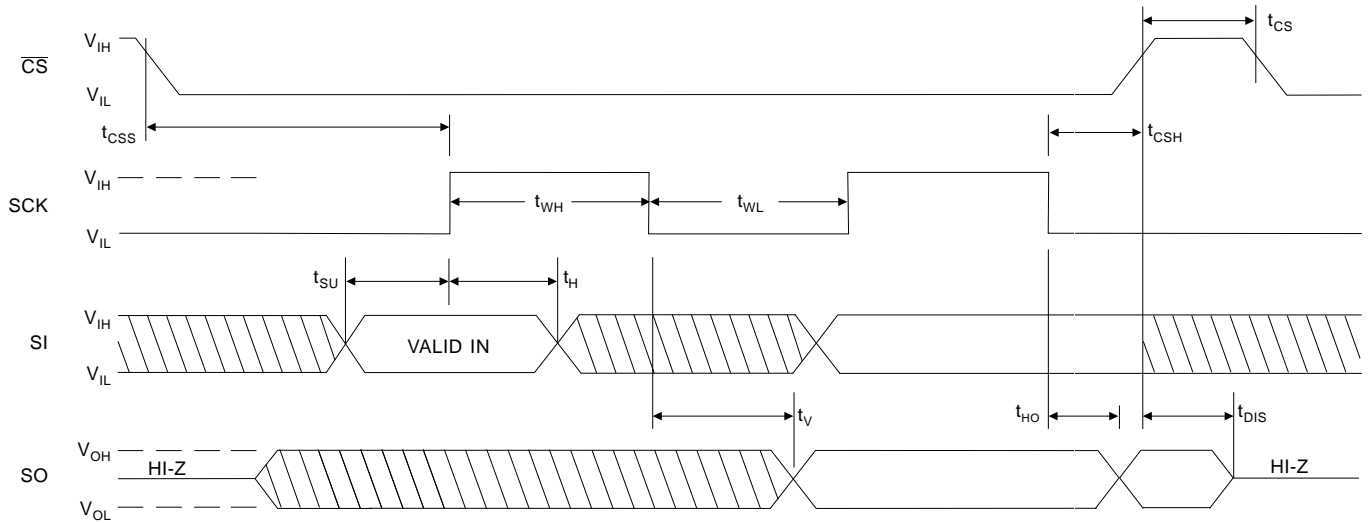 t_CS
V_IH
C̅S̅
V_IL
t_CSS
t_CSH
V_IH
t_WH
t_WL
SCK
V_IL
t_SU
t_H
V_IH
SI
VALID IN
V_IL
t_V
t_HO
t_DIS
V_OH
HI-Z
HI-Z
SO
V_OL